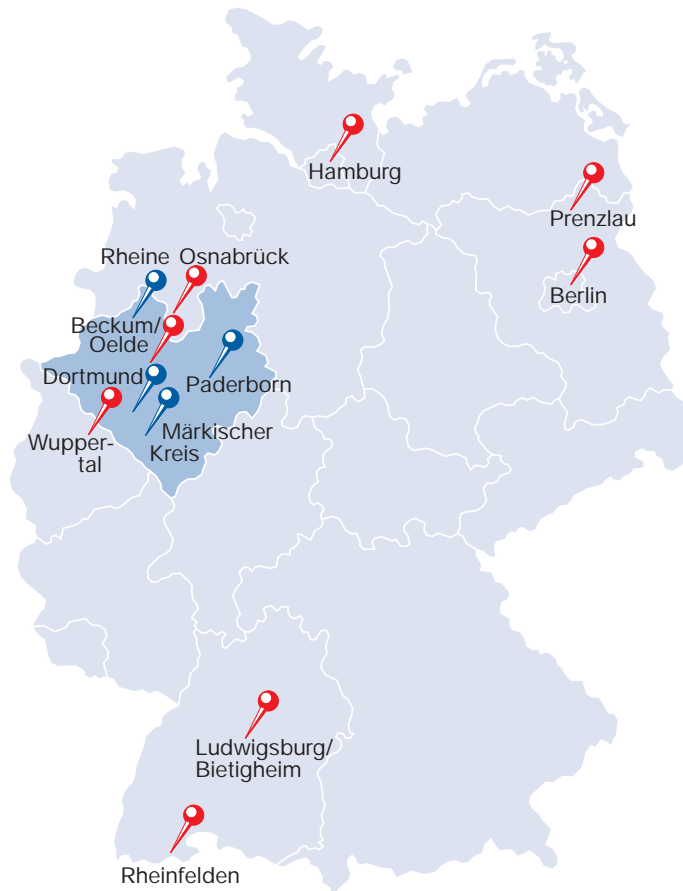 Hamburg
Prenzlau
Rheine
Osnabrück
Berlin
Beckum/
Oelde
Dortmund
Paderborn
Märkischer
Kreis
Wupper-
tal
Ludwigsburg/
Bietigheim
Rheinfelden